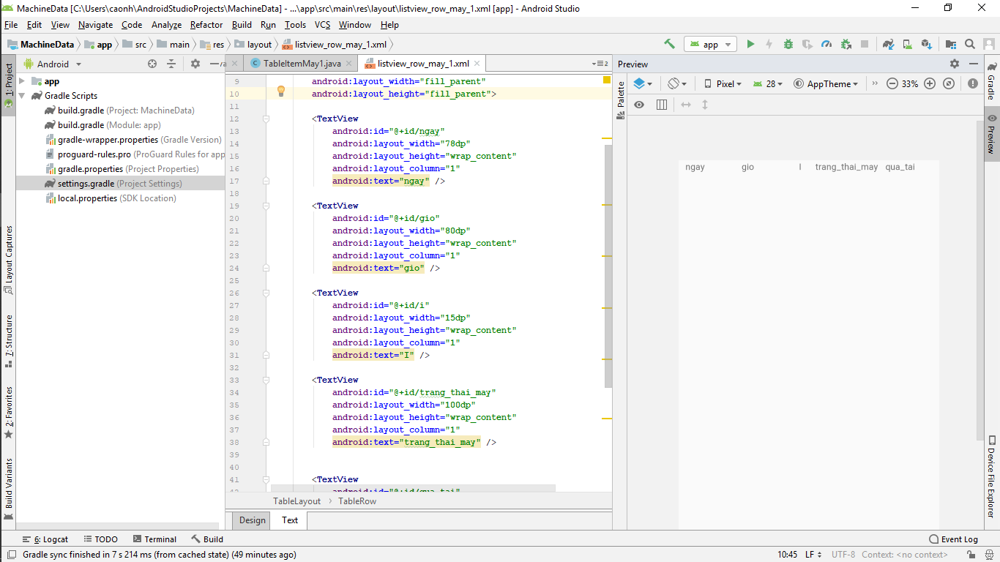 MachineData [C:\Users\caonh\AndroidStudioProjects\MachineData] - ...\app\src\main\res\layout\listview_row_may_1.xml [app] - Android Studio
File Edit View Navigate Code Analyze Refactor Build Run Tools VCS Window Help
MachineData app src main res layout listview_row_may_1.xml app
Android TableItemMay1.java listview_row_may_1.xml 2 Preview
1: Project
Layout Captures
7: Structure
2: Favorites
Build Variants
app
Gradle Scripts
build.gradle (Project: MachineData)
build.gradle (Module: app)
gradle-wrapper.properties (Gradle Version)
proguard-rules.pro (ProGuard Rules for app
gradle.properties (Project Properties)
settings.gradle (Project Settings)
local.properties (SDK Location)
9 android:layout_width="fill_parent"
10 android:layout_height="fill_parent">
11
12 <TextView
13 android:id="@+id/ngay"
14 android:layout_width="78dp"
15 android:layout_height="wrap_content"
16 android:layout_column="1"
17 android:text="ngay" />
18
19 <TextView
20 android:id="@+id/gio"
21 android:layout_width="80dp"
22 android:layout_height="wrap_content"
23 android:layout_column="1"
24 android:text="gio" />
25
26 <TextView
27 android:id="@+id/i"
28 android:layout_width="15dp"
29 android:layout_height="wrap_content"
30 android:layout_column="1"
31 android:text="I" />
32
33 <TextView
34 android:id="@+id/trang_thai_may"
35 android:layout_width="100dp"
36 android:layout_height="wrap_content"
37 android:layout_column="1"
38 android:text="trang_thai_may" />
39
40
41 <TextView
android:id="@+id/qua_tai"
TableLayout TableRow
Design Text
Palette
Pixel 28 AppTheme 33%
ngay gio I trang_thai_may qua_tai
Gradle
Preview
Device File Explorer
6: Logcat TODO Terminal Build Event Log
Gradle sync finished in 7 s 214 ms (from cached state) (49 minutes ago) 10:45 LF UTF-8 Context: <no context>